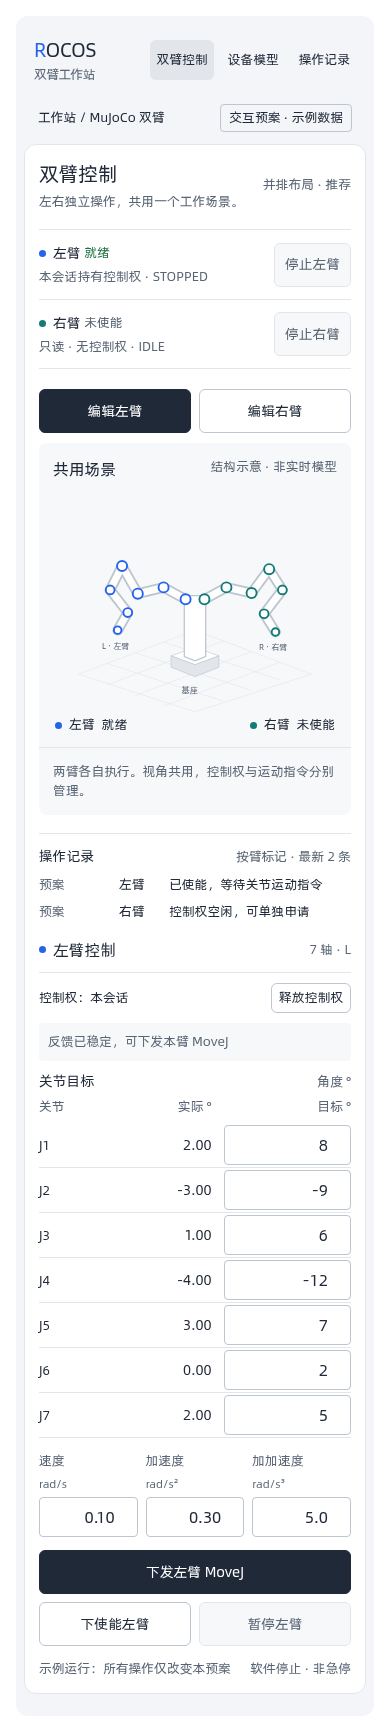 ROCOS
双臂工作站
双臂控制 设备模型 操作记录
工作站 / MuJoCo 双臂 交互预案 · 示例数据
双臂控制
并排布局 · 推荐
左右独立操作，共用一个工作场景。
左臂 就绪
本会话持有控制权 · STOPPED
停止左臂
右臂 未使能
只读 · 无控制权 · IDLE
停止右臂
编辑左臂 编辑右臂
共用场景 结构示意 · 非实时模型
L · 左臂 R · 右臂
基座
左臂 就绪 右臂 未使能
两臂各自执行。视角共用，控制权与运动指令分别
管理。
操作记录 按臂标记 · 最新 2 条
预案 左臂 已使能，等待关节运动指令
预案 右臂 控制权空闲，可单独申请
左臂控制 7 轴 · L
控制权：本会话 释放控制权
反馈已稳定，可下发本臂 MoveJ
关节目标 角度 °
关节 实际 ° 目标 °
J1 2.00 8
J2 -3.00 -9
J3 1.00 6
J4 -4.00 -12
J5 3.00 7
J6 0.00 2
J7 2.00 5
速度 加速度 加加速度
rad/s rad/s² rad/s³
0.10 0.30 5.0
下发左臂 MoveJ
下使能左臂 暂停左臂
示例运行：所有操作仅改变本预案 软件停止 · 非急停